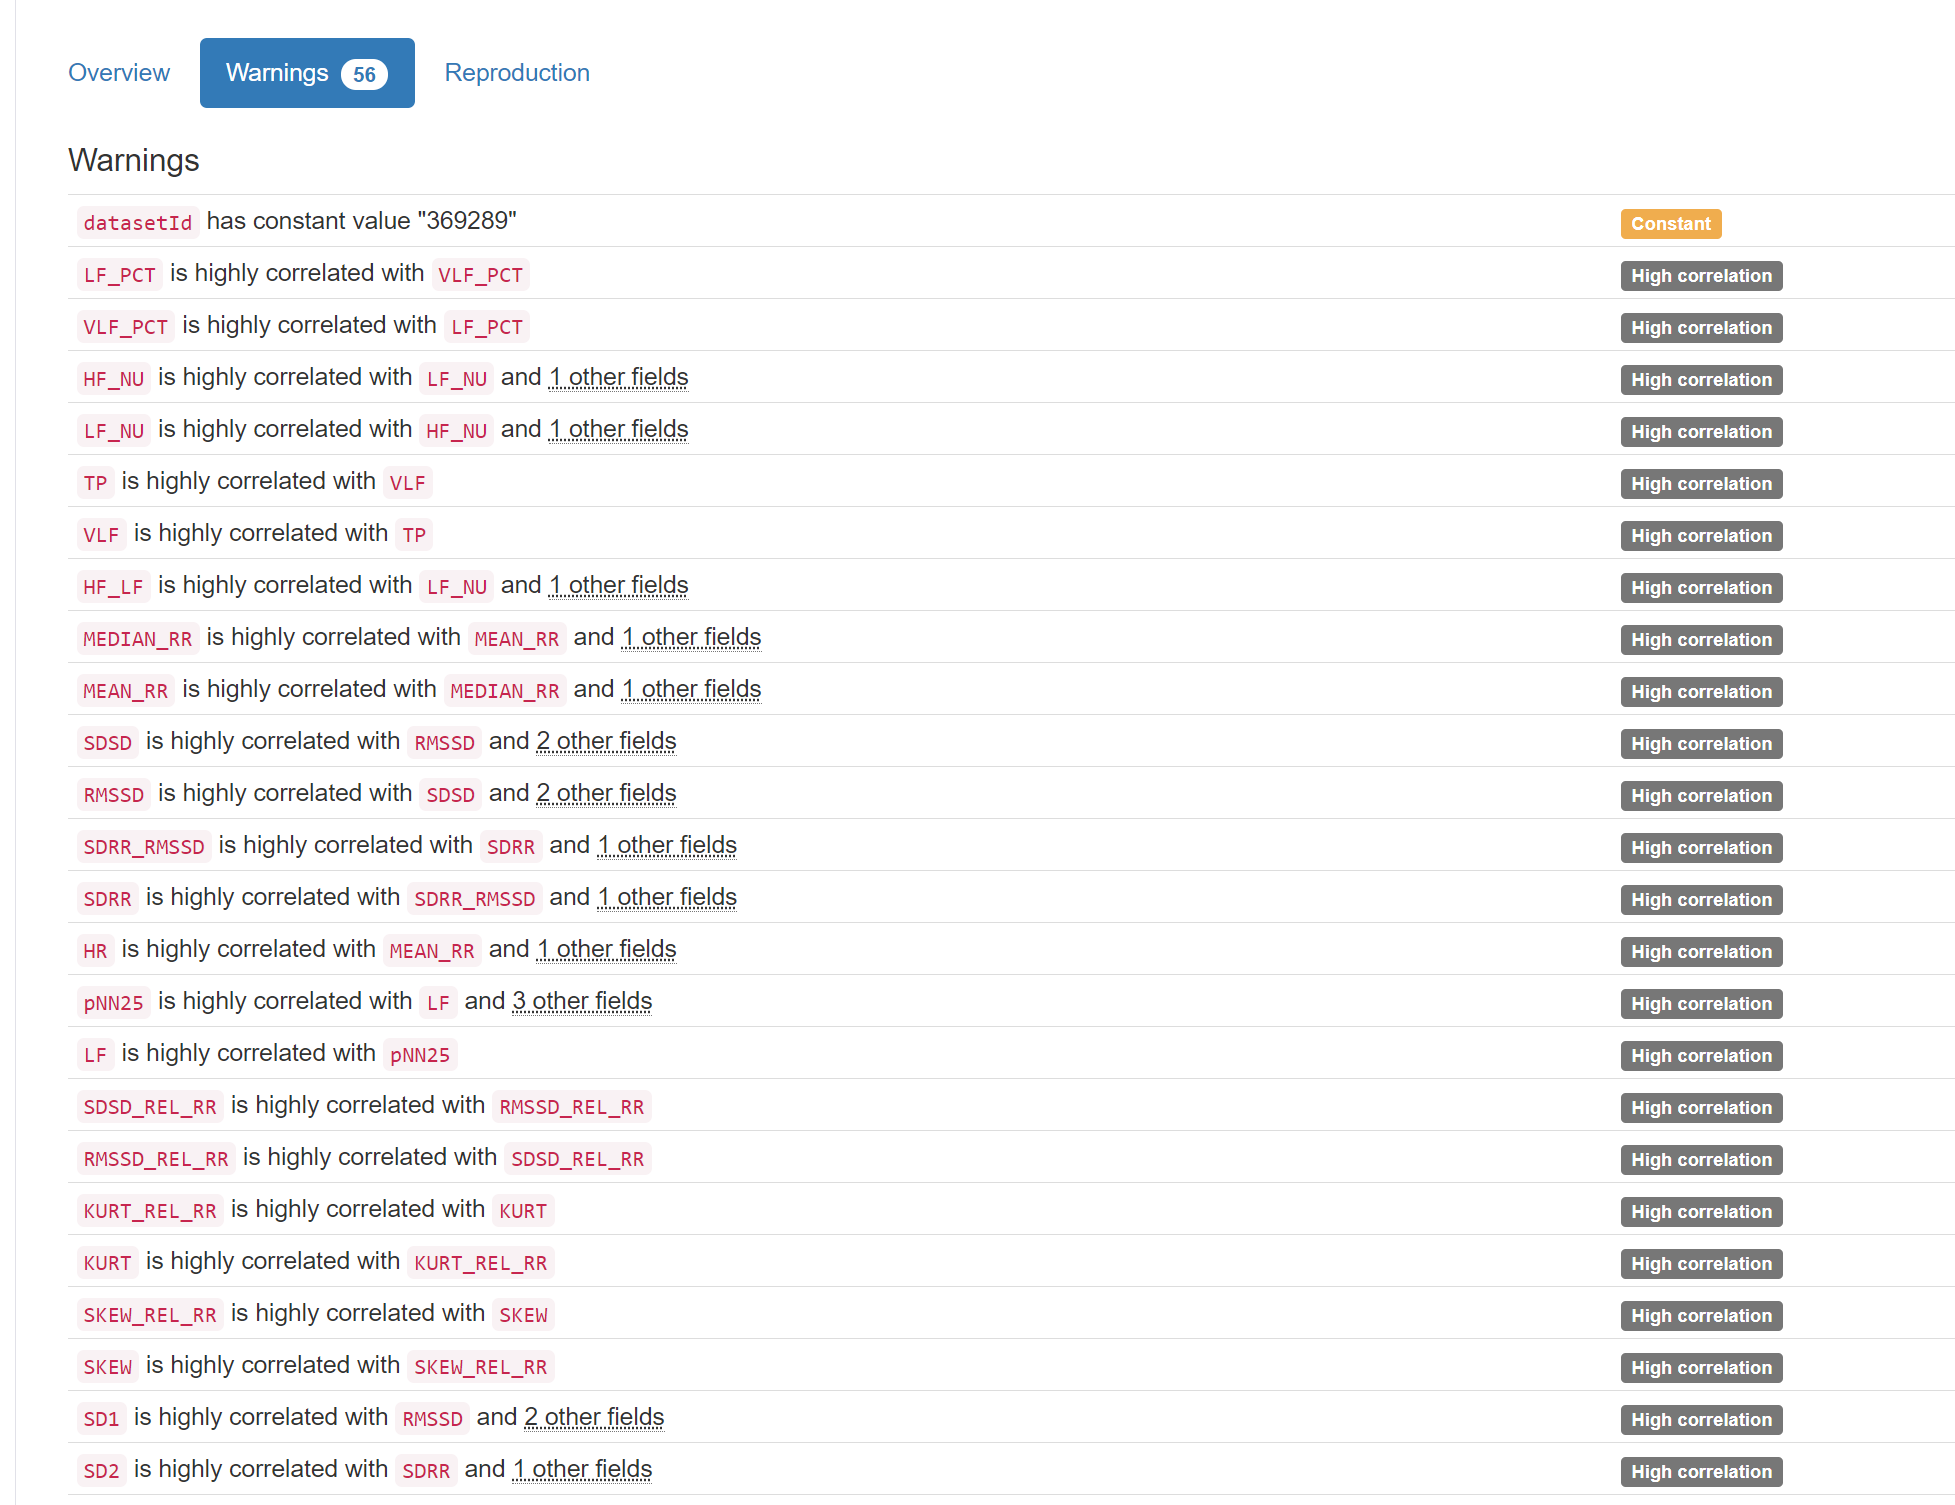 Overview Warnings 56 Reproduction
Warnings
datasetId has constant value "369289" Constant
LF_PCT is highly correlated with VLF_PCT High correlation
VLF_PCT is highly correlated with LF_PCT High correlation
HF_NU is highly correlated with LF_NU and 1 other fields High correlation
LF_NU is highly correlated with HF_NU and 1 other fields High correlation
TP is highly correlated with VLF High correlation
VLF is highly correlated with TP High correlation
HF_LF is highly correlated with LF_NU and 1 other fields High correlation
MEDIAN_RR is highly correlated with MEAN_RR and 1 other fields High correlation
MEAN_RR is highly correlated with MEDIAN_RR and 1 other fields High correlation
SDSD is highly correlated with RMSSD and 2 other fields High correlation
RMSSD is highly correlated with SDSD and 2 other fields High correlation
SDRR_RMSSD is highly correlated with SDRR and 1 other fields High correlation
SDRR is highly correlated with SDRR_RMSSD and 1 other fields High correlation
HR is highly correlated with MEAN_RR and 1 other fields High correlation
pNN25 is highly correlated with LF and 3 other fields High correlation
LF is highly correlated with pNN25 High correlation
SDSD_REL_RR is highly correlated with RMSSD_REL_RR High correlation
RMSSD_REL_RR is highly correlated with SDSD_REL_RR High correlation
KURT_REL_RR is highly correlated with KURT High correlation
KURT is highly correlated with KURT_REL_RR High correlation
SKEW_REL_RR is highly correlated with SKEW High correlation
SKEW is highly correlated with SKEW_REL_RR High correlation
SD1 is highly correlated with RMSSD and 2 other fields High correlation
SD2 is highly correlated with SDRR and 1 other fields High correlation